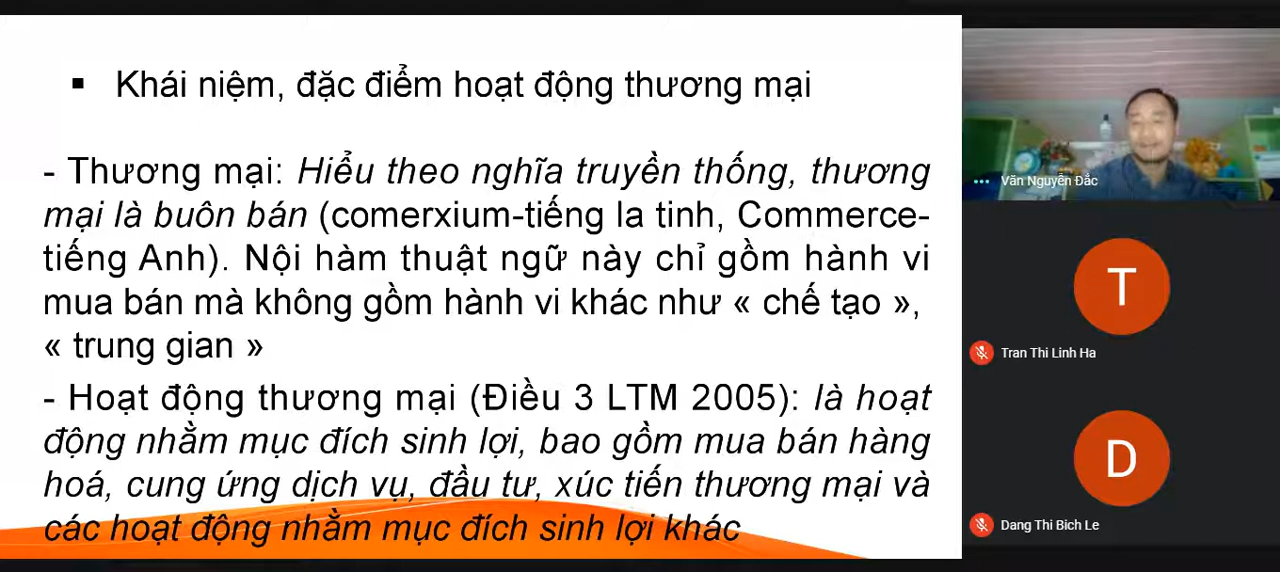 ▪ Khái niệm, đặc điểm hoạt động thương mại
- Thương mại: Hiểu theo nghĩa truyền thống, thương
mại là buôn bán (comerxium-tiếng la tinh, Commerce-
tiếng Anh). Nội hàm thuật ngữ này chỉ gồm hành vi
mua bán mà không gồm hành vi khác như « chế tạo »,
« trung gian »
- Hoạt động thương mại (Điều 3 LTM 2005): là hoạt
động nhằm mục đích sinh lợi, bao gồm mua bán hàng
hoá, cung ứng dịch vụ, đầu tư, xúc tiến thương mại và
các hoạt động nhằm mục đích sinh lợi khác
Văn Nguyễn Đắc
T
Tran Thi Linh Ha
D
Dang Thi Bich Le